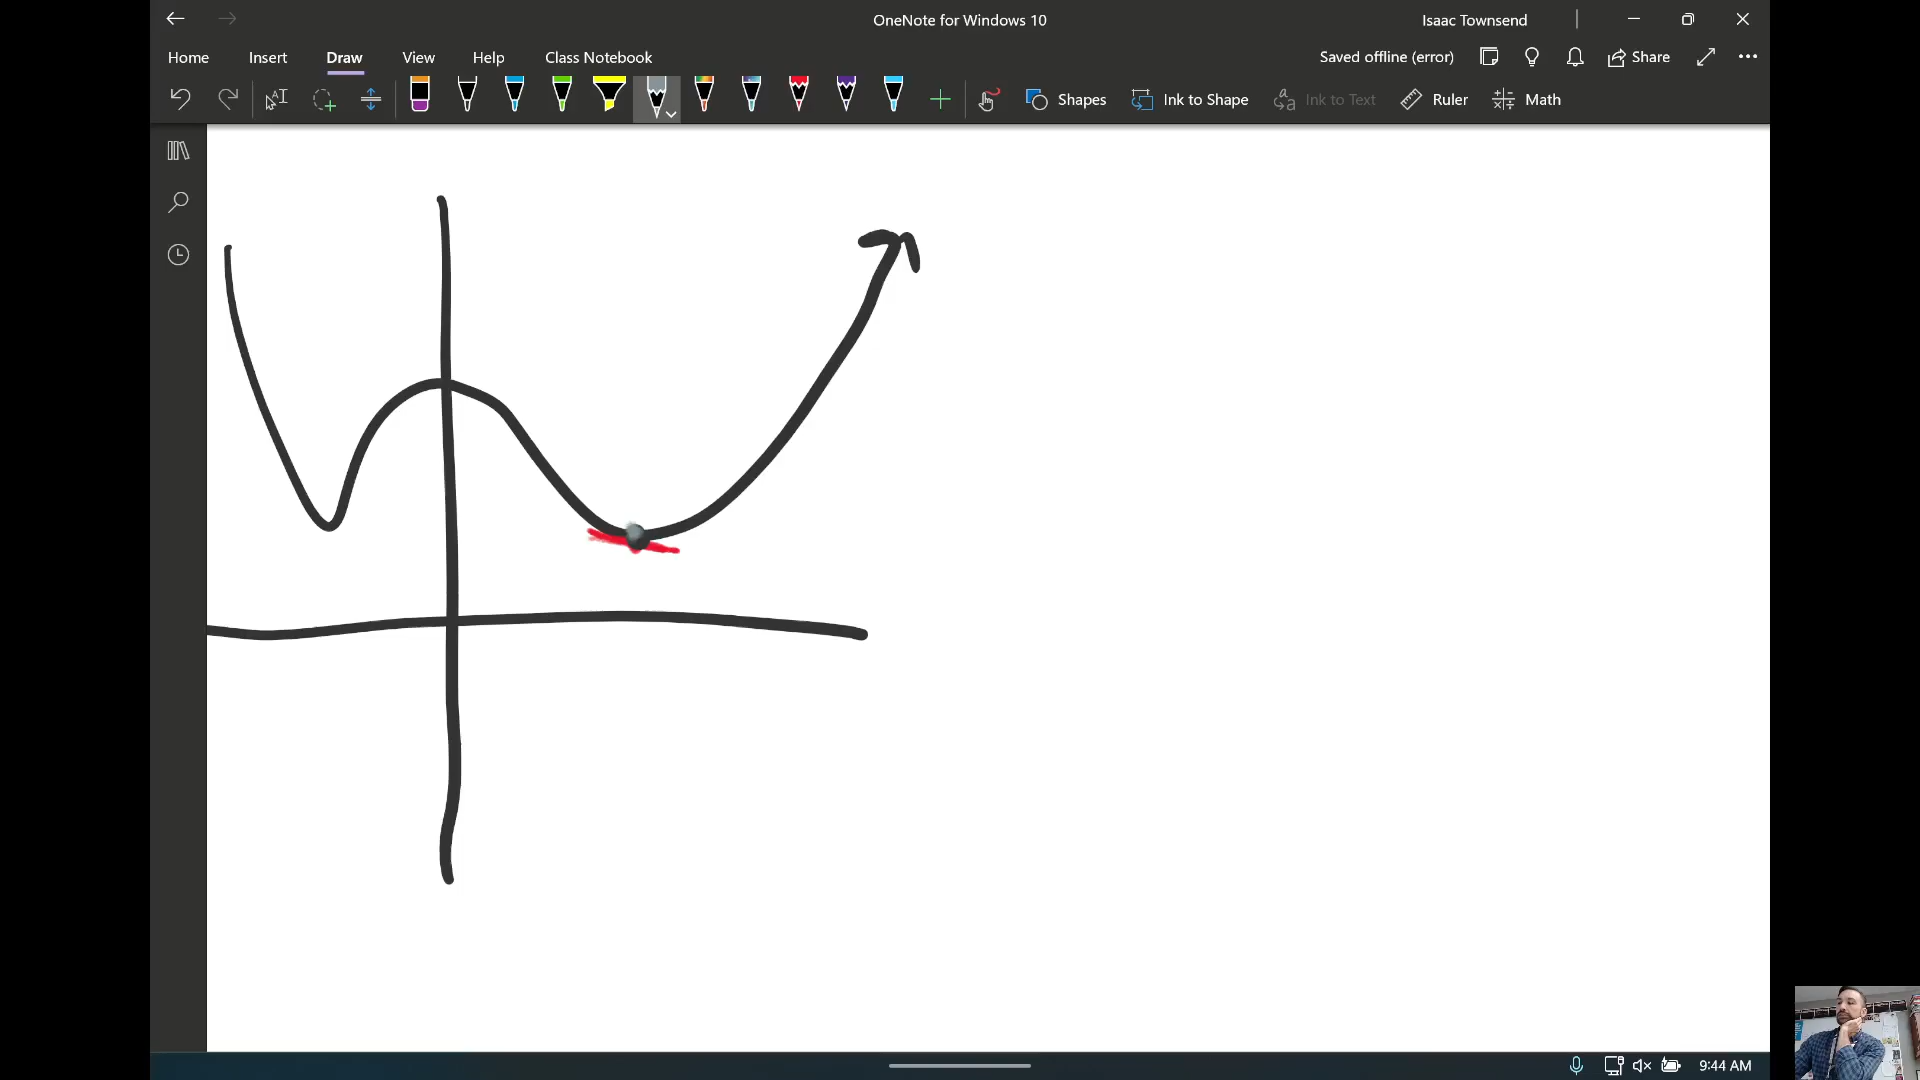 OneNote for Windows 10
Isaac Townsend
Home Insert Draw View Help Class Notebook
Saved offline (error) Share
Shapes Ink to Shape Ink to Text Ruler Math
9:44 AM